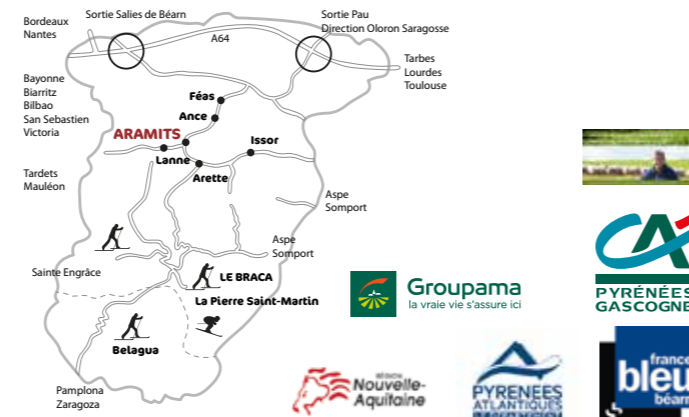 Bordeaux
Nantes
Sortie Salies de Béarn
A64
Sortie Pau
Direction Oloron Saragosse
Tarbes
Lourdes
Toulouse
Bayonne
Biarritz
Bilbao
San Sebastien
Victoria
Féas
Ance
ARAMITS
Issor
Lanne
Arette
Tardets
Mauléon
Aspe
Somport
Aspe
Somport
Sainte Engrâce
LE BRACA
La Pierre Saint-Martin
Belagua
Pamplona
Zaragoza
Groupama
la vraie vie s'assure ici
PYRÉNÉES
GASCOGNE
RÉGION
Nouvelle-
Aquitaine
PYRENEES
ATLANTIQUES
france
bleu
béarn